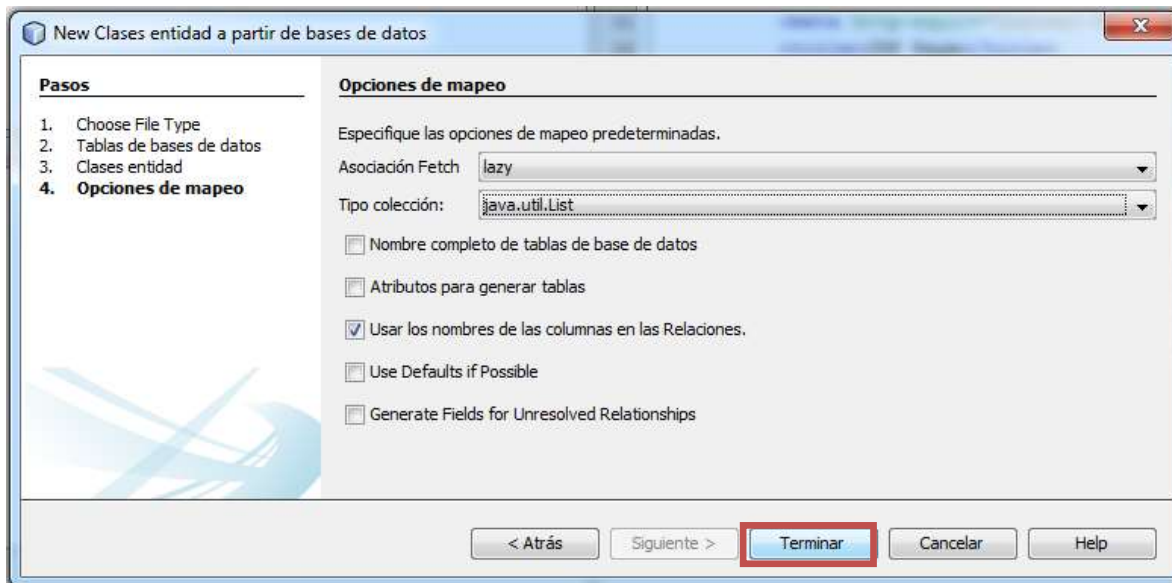 New Clases entidad a partir de bases de datos
Pasos
1. Choose File Type
2. Tablas de bases de datos
3. Clases entidad
4. Opciones de mapeo
Opciones de mapeo
Especifique las opciones de mapeo predeterminadas.
Asociación Fetch lazy
Tipo colección: java.util.List
Nombre completo de tablas de base de datos
Atributos para generar tablas
Usar los nombres de las columnas en las Relaciones.
Use Defaults if Possible
Generate Fields for Unresolved Relationships
< Atrás Siguiente > Terminar Cancelar Help